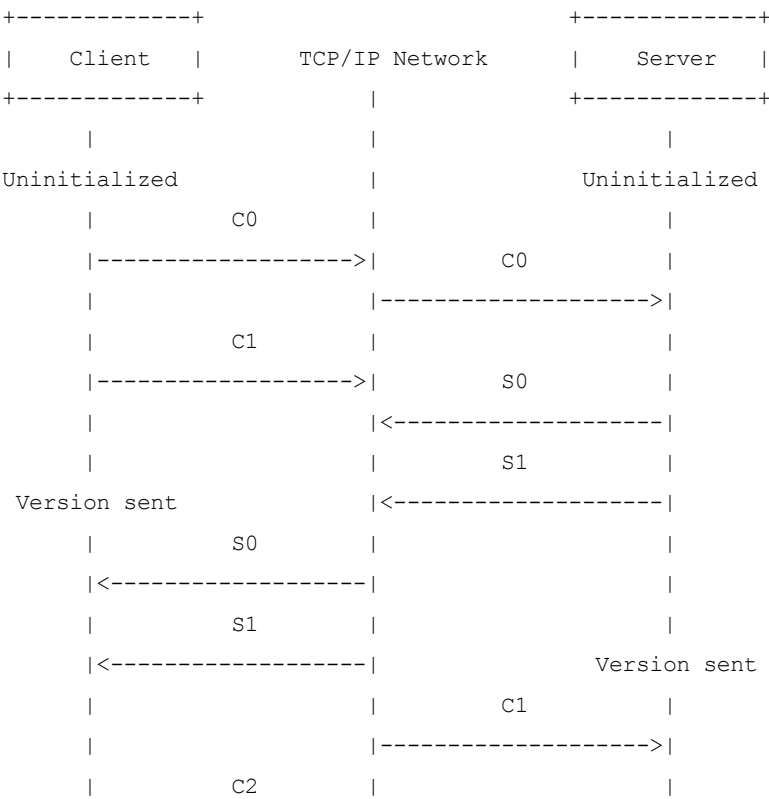 +-------------+ +-------------+
| Client | TCP/IP Network | Server |
+-------------+ | +-------------+
| | |
Uninitialized | Uninitialized
| C0 | |
|------------------->| C0 |
| |-------------------->|
| C1 | |
|------------------->| S0 |
| |<--------------------|
| | S1 |
Version sent |<--------------------|
| S0 | |
|<-------------------| |
| S1 | |
|<-------------------| Version sent
| | C1 |
| |-------------------->|
| C2 | |